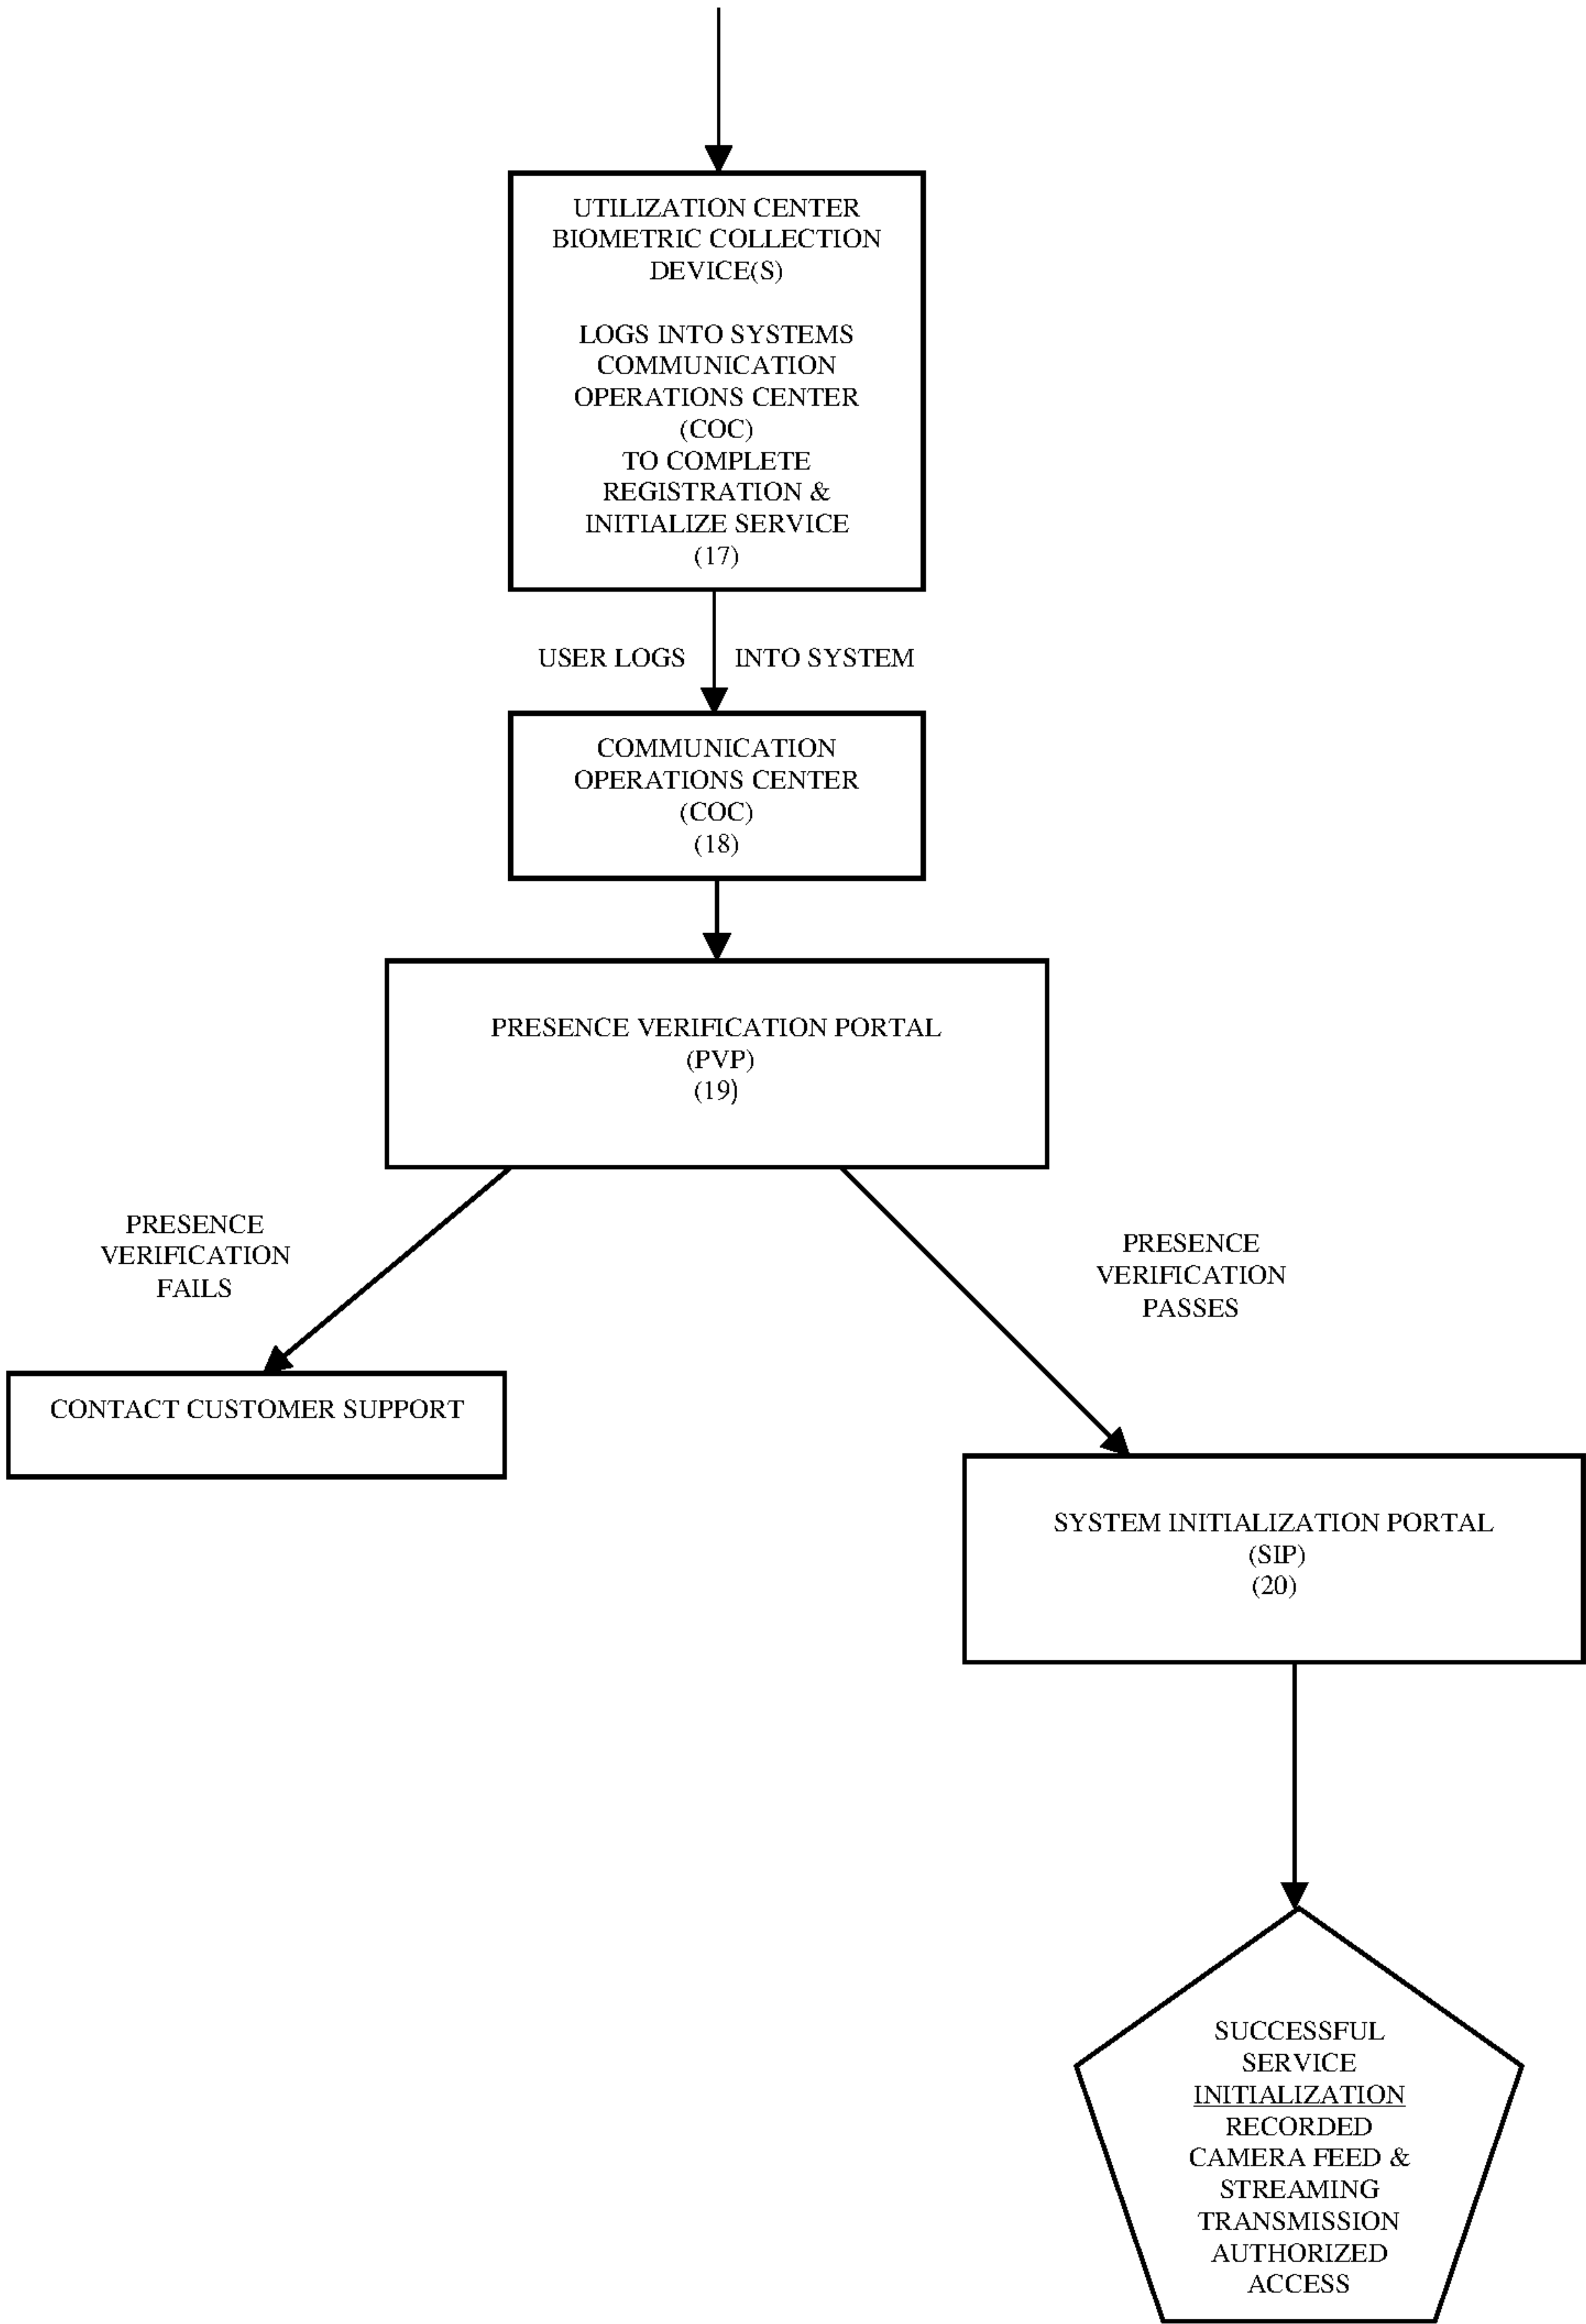 UTILIZATION CENTER
BIOMETRIC COLLECTION
DEVICE(S)
LOGS INTO SYSTEMS
COMMUNICATION
OPERATIONS CENTER
(COC)
TO COMPLETE
REGISTRATION &
INITIALIZE SERVICE
(17)
USER LOGS INTO SYSTEM
COMMUNICATION
OPERATIONS CENTER
(COC)
(18)
PRESENCE VERIFICATION PORTAL
(PVP)
(19)
PRESENCE
VERIFICATION
FAILS
PRESENCE
VERIFICATION
PASSES
CONTACT CUSTOMER SUPPORT
SYSTEM INITIALIZATION PORTAL
(SIP)
(20)
SUCCESSFUL
SERVICE
INITIALIZATION
RECORDED
CAMERA FEED &
STREAMING
TRANSMISSION
AUTHORIZED
ACCESS